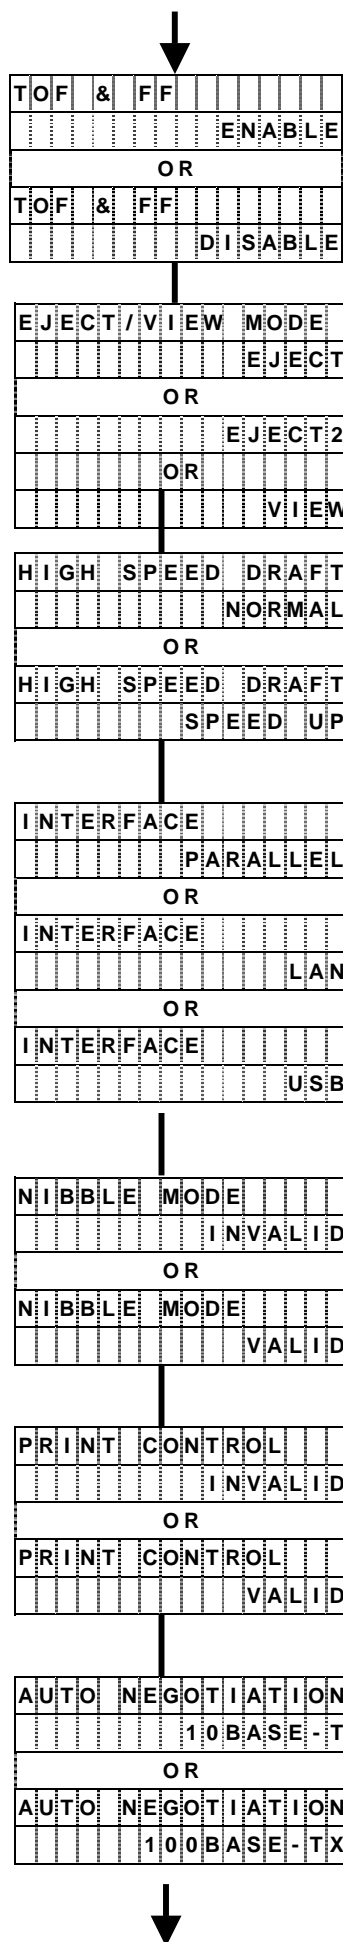 TOF & FF
ENABLE
OR
TOF & FF
DISABLE
EJECT/VIEW MODE
EJECT
OR
EJECT2
OR
VIEW
HIGH SPEED DRAFT
NORMAL
OR
HIGH SPEED DRAFT
SPEED UP
INTERFACE
PARALLEL
OR
INTERFACE
LAN
OR
INTERFACE
USB
NIBBLE MODE
INVALID
OR
NIBBLE MODE
VALID
PRINT CONTROL
INVALID
OR
PRINT CONTROL
VALID
AUTO NEGOTIATION
10BASE-T
OR
AUTO NEGOTIATION
100BASE-TX